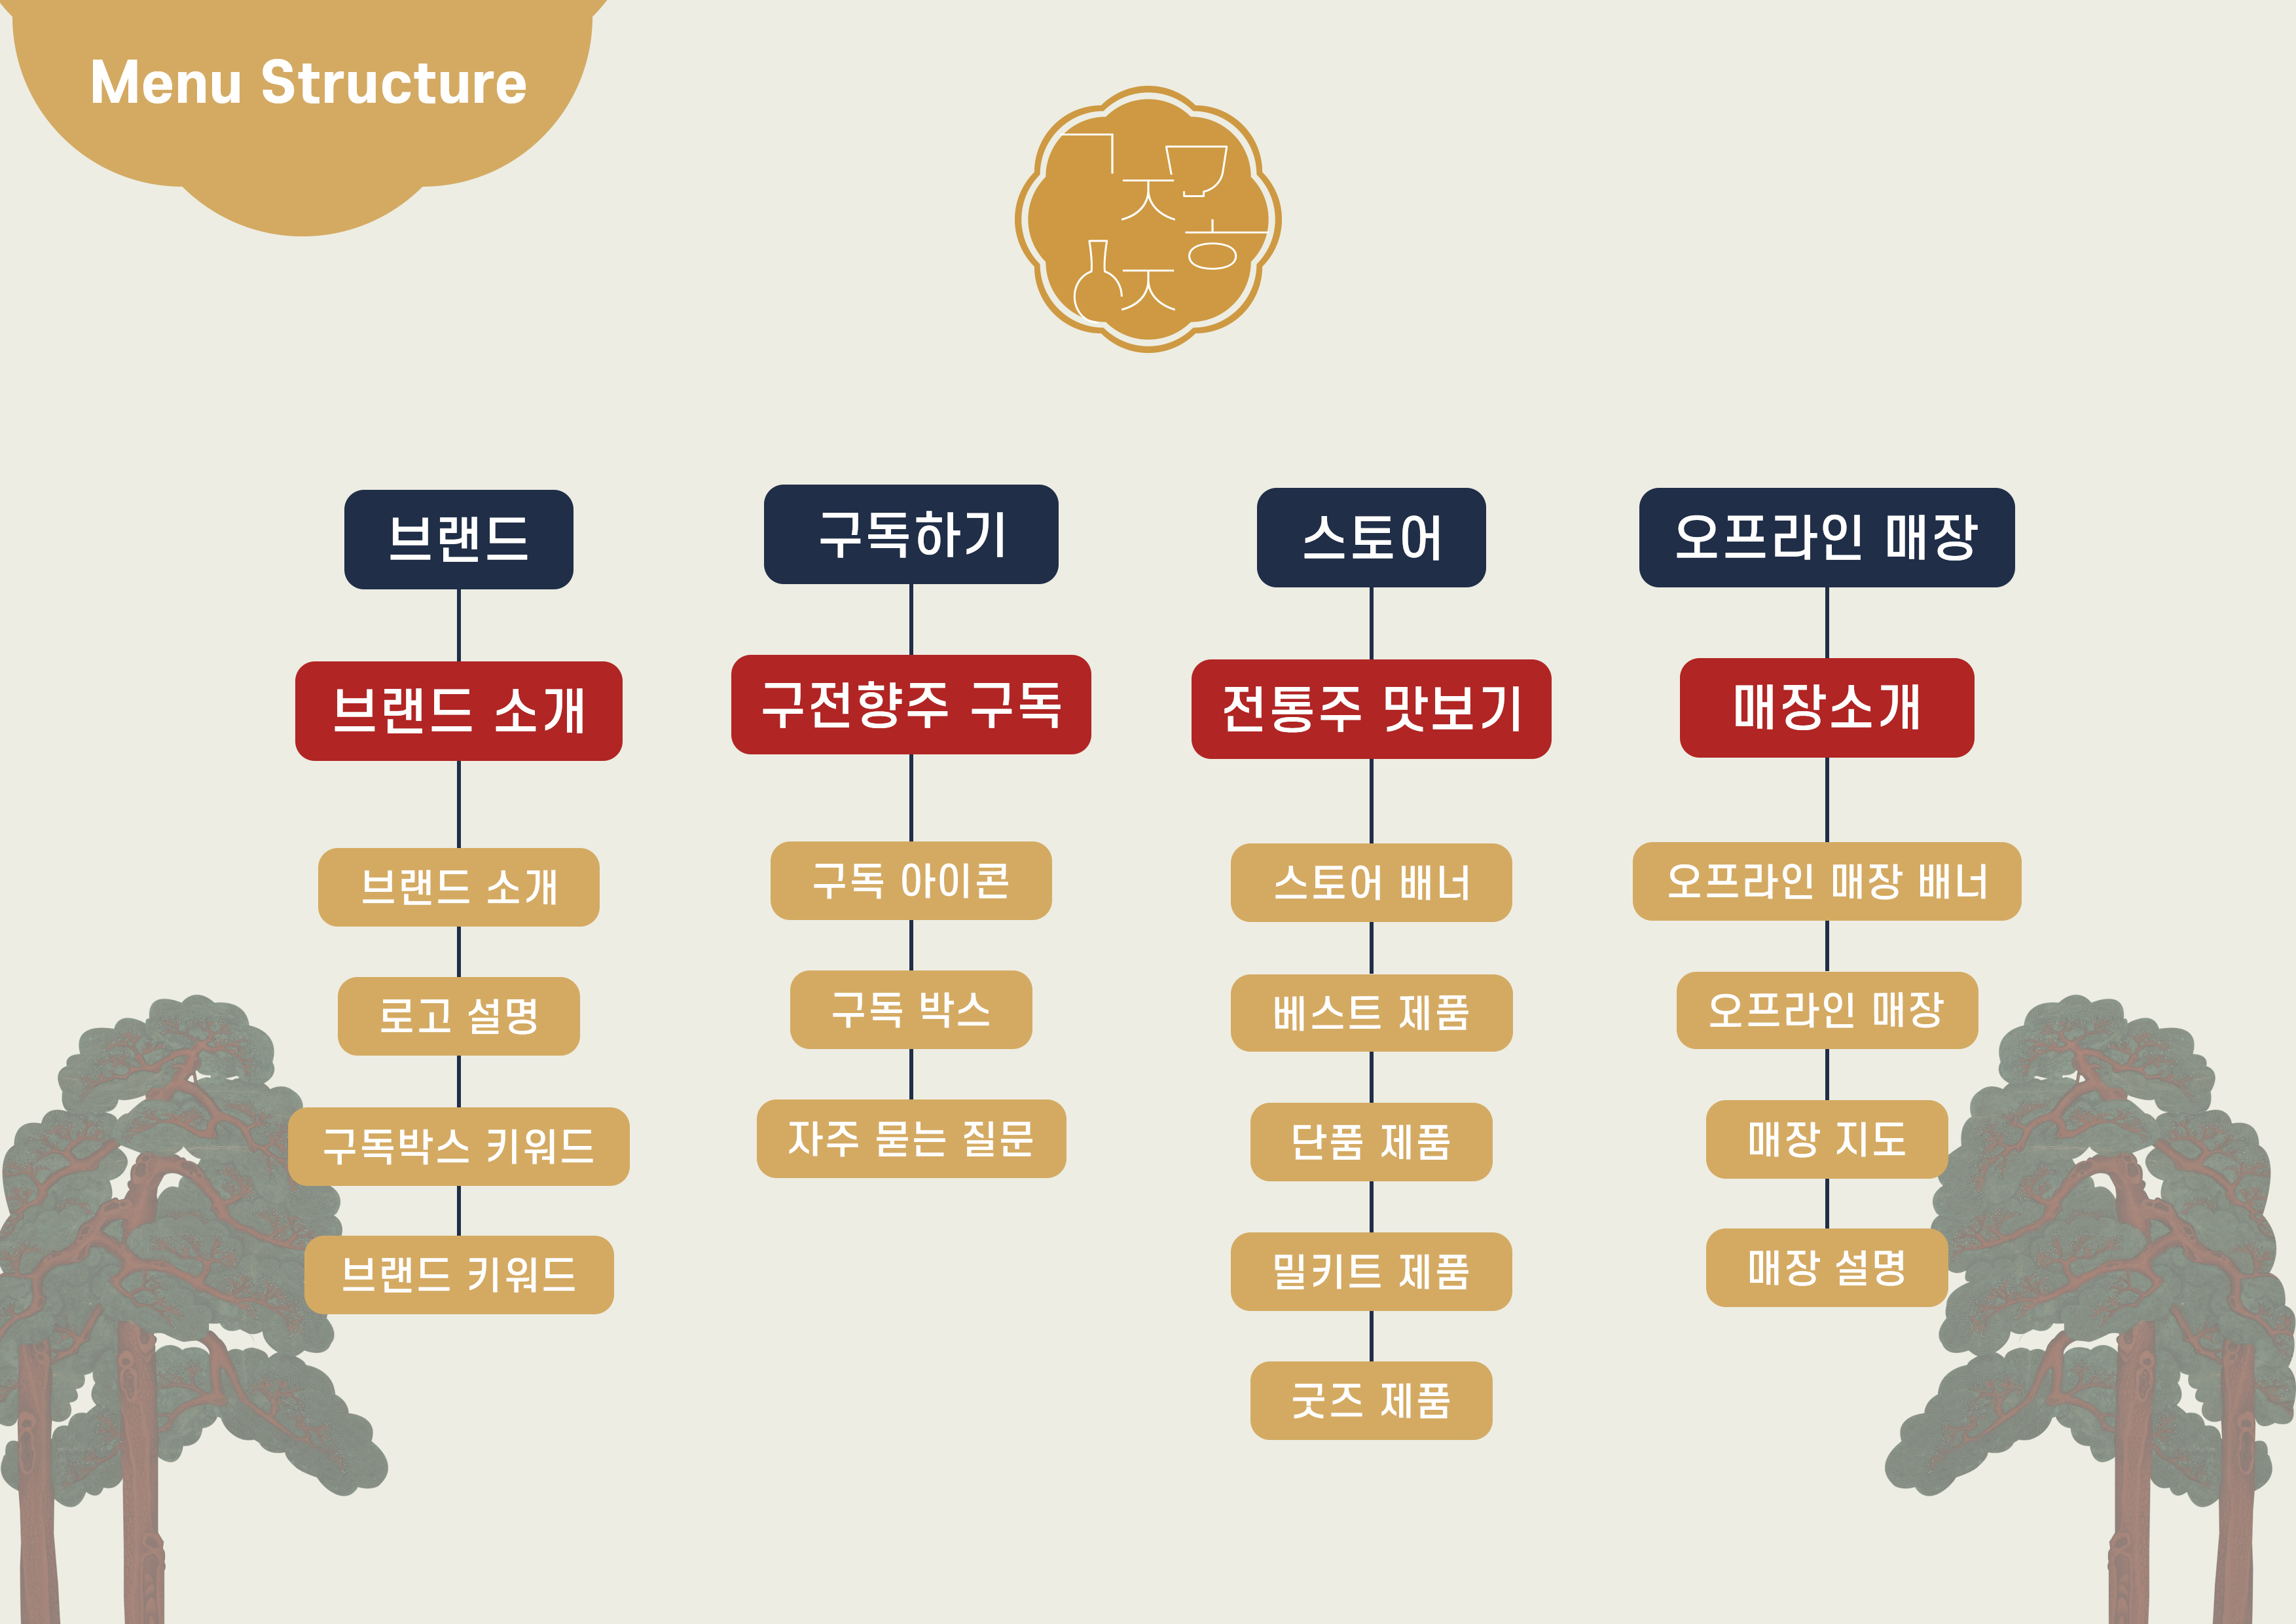 Menu Structure
브랜드
브랜드 소개
브랜드 소개
로고 설명
구독박스 키워드
브랜드 키워드
구독하기
구전향주 구독
구독 아이콘
구독 박스
자주 묻는 질문
스토어
전통주 맛보기
스토어 배너
베스트 제품
단품 제품
밀키트 제품
굿즈 제품
오프라인 매장
매장소개
오프라인 매장 배너
오프라인 매장
매장 지도
매장 설명